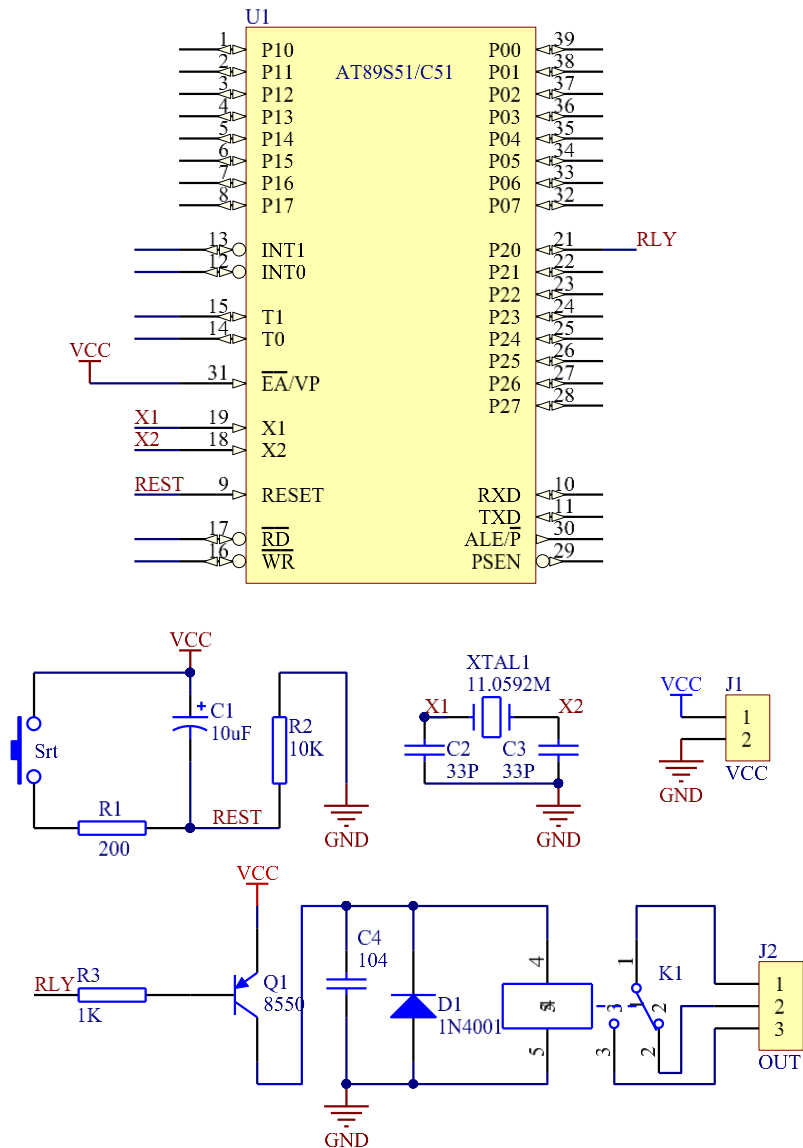 U1
AT89S51/C51
1 P10 P00 39
2 P11 P01 38
3 P12 P02 37
4 P13 P03 36
5 P14 P04 35
6 P15 P05 34
7 P16 P06 33
8 P17 P07 32
13 INT1 P20 21 RLY
12 INT0 P21 22
P22 23
15 T1 P23 24
14 T0 P24 25
VCC
P25 26
31 EA/VP P26 27
P27 28
X1 19 X1
X2 18 X2
REST 9 RESET RXD 10
TXD 11
17 RD ALE/P 30
16 WR PSEN 29
VCC
Srt
+
C1
10uF
R2
10K
R1
200
REST
GND
XTAL1
11.0592M
X1
X2
C2
33P
C3
33P
GND
J1
VCC
1
2
VCC
GND
VCC
RLY
R3
1K
Q1
8550
C4
104
D1
1N4001
GND
4
5
1
K1
3
1
2
3
2
J2
1
2
3
OUT